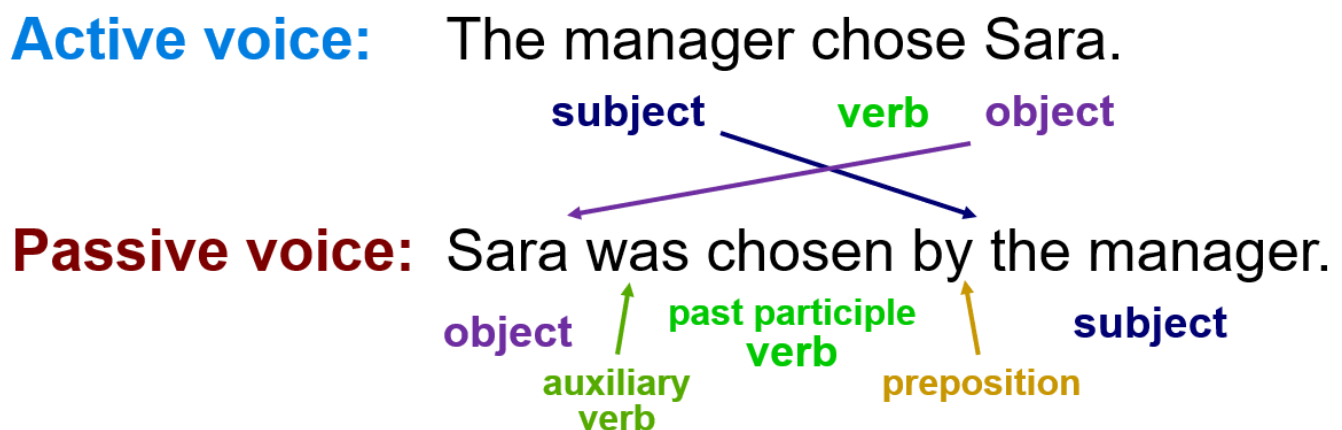 Active voice: The manager chose Sara.
subject verb object
Passive voice: Sara was chosen by the manager.
object past participle verb subject
auxiliary verb preposition